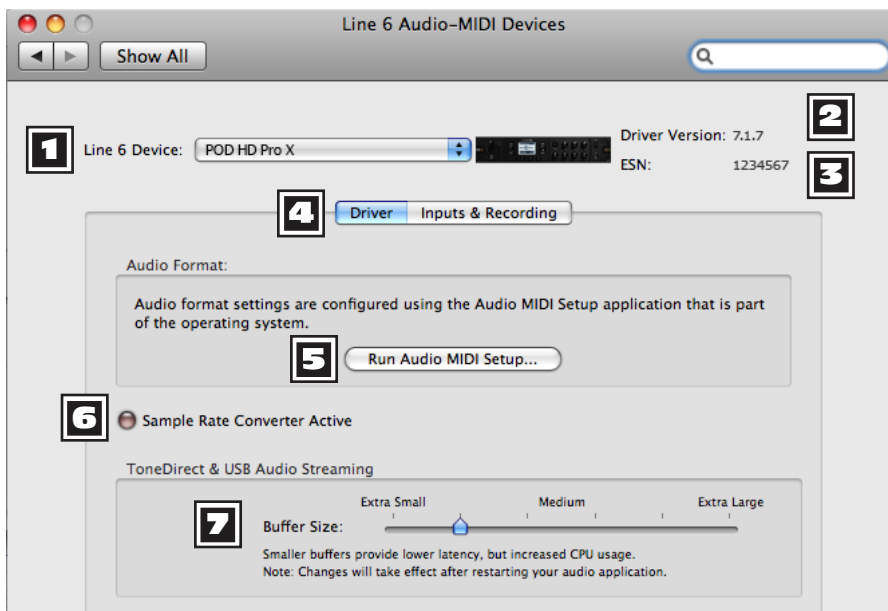 Line 6 Audio-MIDI Devices
Show All
2
1
Line 6 Device: POD HD Pro X
Driver Version: 7.1.7
ESN: 1234567
3
4
Driver Inputs & Recording
Audio Format:
Audio format settings are configured using the Audio MIDI Setup application that is part
of the operating system.
5
Run Audio MIDI Setup...
6
Sample Rate Converter Active
ToneDirect & USB Audio Streaming
7
Extra Small Medium Extra Large
Buffer Size:
Smaller buffers provide lower latency, but increased CPU usage.
Note: Changes will take effect after restarting your audio application.